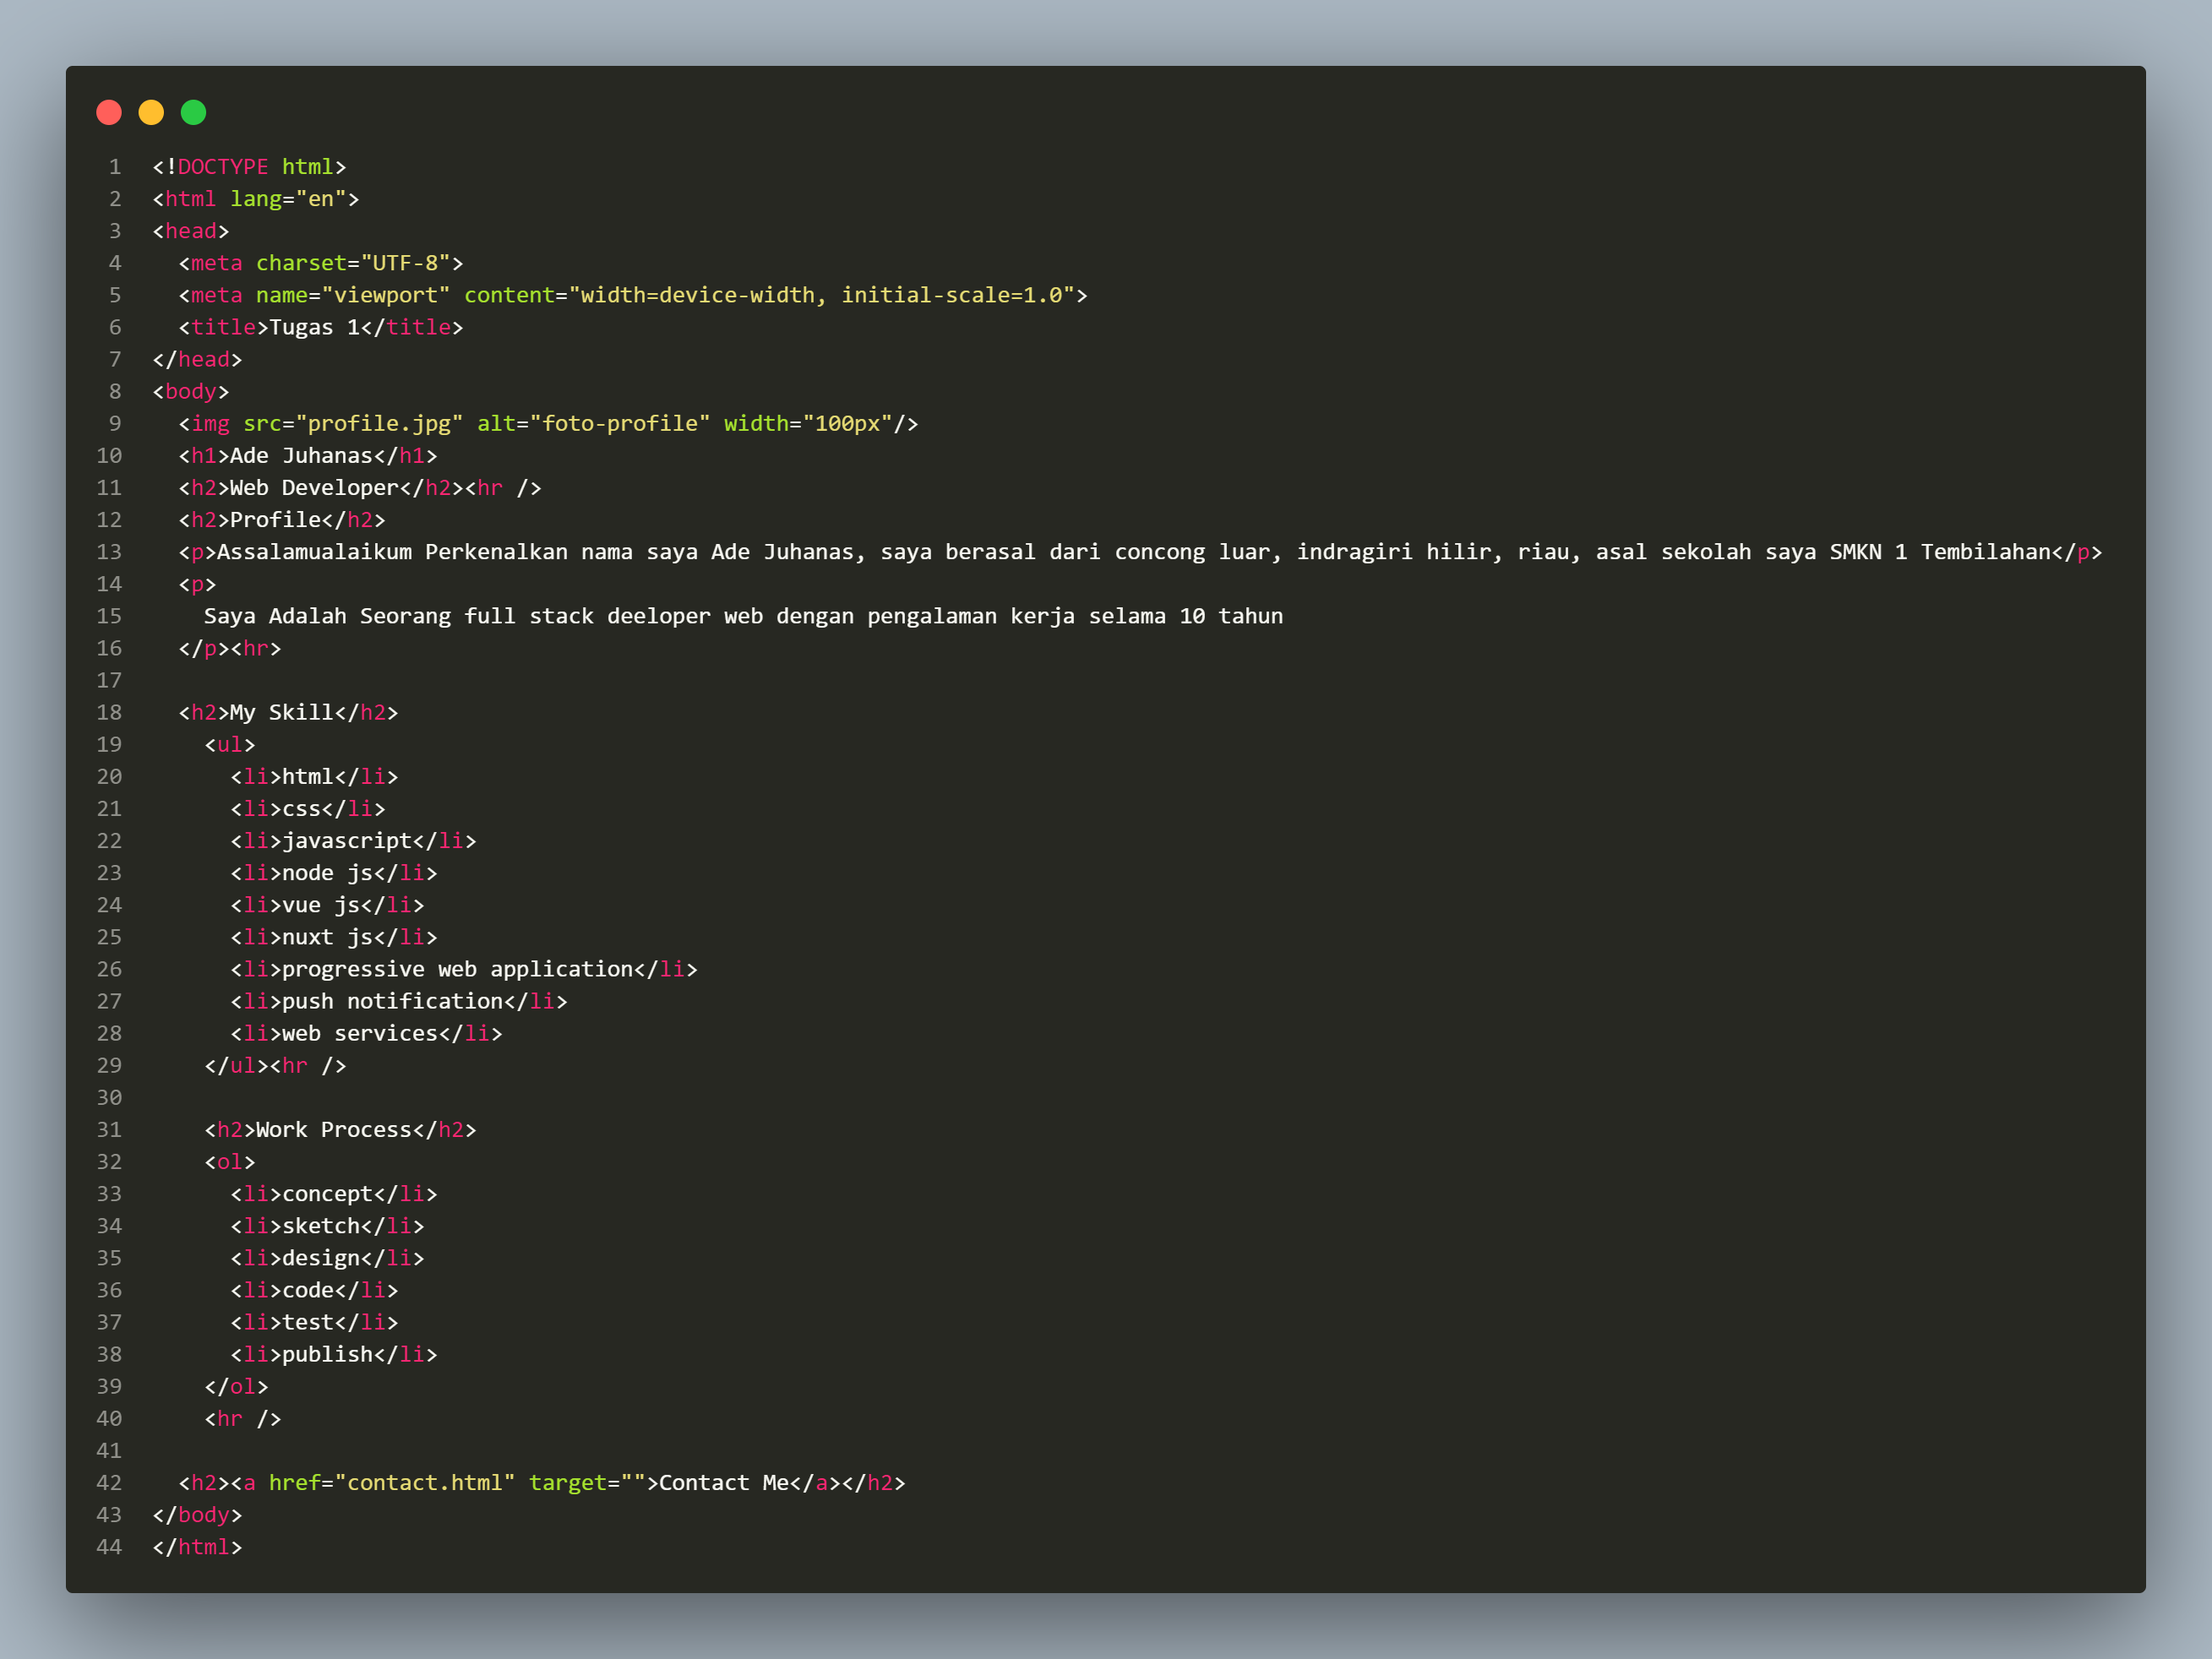 1 <!DOCTYPE html>
2 <html lang="en">
3 <head>
4   <meta charset="UTF-8">
5   <meta name="viewport" content="width=device-width, initial-scale=1.0">
6   <title>Tugas 1</title>
7 </head>
8 <body>
9   <img src="profile.jpg" alt="foto-profile" width="100px"/>
10   <h1>Ade Juhanas</h1>
11   <h2>Web Developer</h2><hr />
12   <h2>Profile</h2>
13   <p>Assalamualaikum Perkenalkan nama saya Ade Juhanas, saya berasal dari concong luar, indragiri hilir, riau, asal sekolah saya SMKN 1 Tembilahan</p>
14   <p>
15     Saya Adalah Seorang full stack deeloper web dengan pengalaman kerja selama 10 tahun
16   </p><hr>
17
18   <h2>My Skill</h2>
19     <ul>
20       <li>html</li>
21       <li>css</li>
22       <li>javascript</li>
23       <li>node js</li>
24       <li>vue js</li>
25       <li>nuxt js</li>
26       <li>progressive web application</li>
27       <li>push notification</li>
28       <li>web services</li>
29     </ul><hr />
30
31     <h2>Work Process</h2>
32     <ol>
33       <li>concept</li>
34       <li>sketch</li>
35       <li>design</li>
36       <li>code</li>
37       <li>test</li>
38       <li>publish</li>
39     </ol>
40     <hr />
41
42   <h2><a href="contact.html" target="">Contact Me</a></h2>
43 </body>
44 </html>